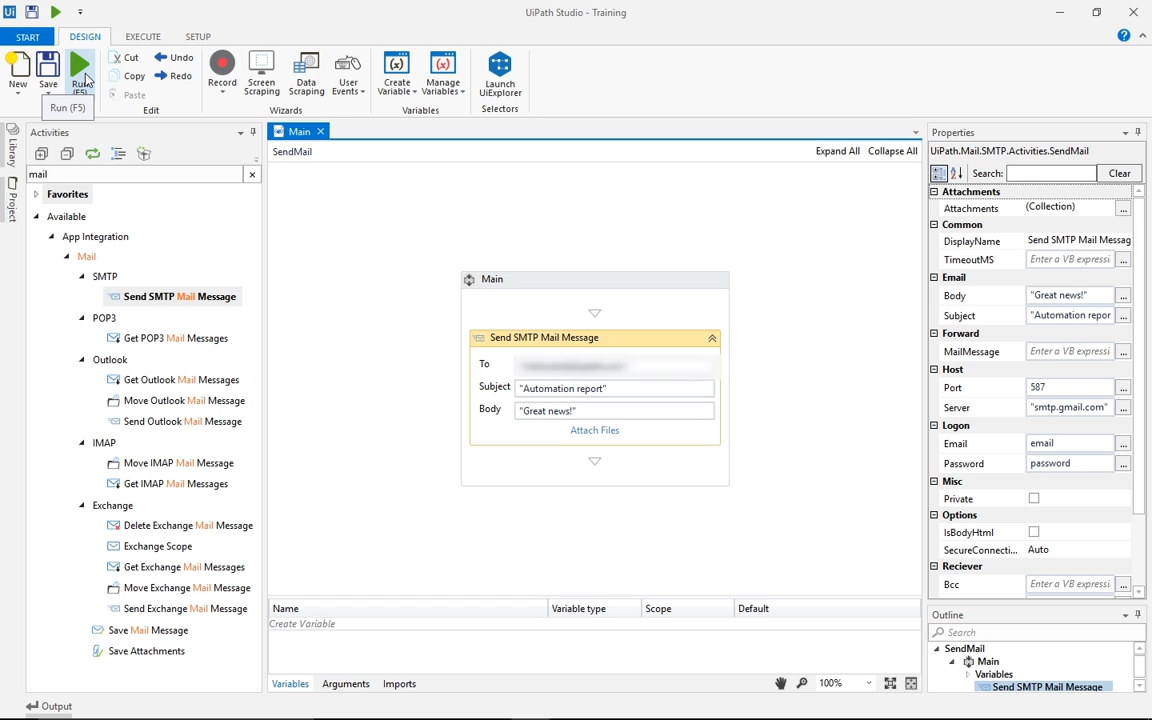 Ui UiPath Studio - Training
START DESIGN EXECUTE SETUP
New Save Run (F5)
Cut Copy Paste Undo Redo
Edit
Record Screen Scraping Data Scraping User Events
Wizards
Create Variable Manage Variables
Variables
Launch UiExplorer
Selectors
Run (F5)
Library
Project
Activities
mail
Favorites
Available
App Integration
Mail
SMTP
Send SMTP Mail Message
POP3
Get POP3 Mail Messages
Outlook
Get Outlook Mail Messages
Move Outlook Mail Message
Send Outlook Mail Message
IMAP
Move IMAP Mail Message
Get IMAP Mail Messages
Exchange
Delete Exchange Mail Message
Exchange Scope
Get Exchange Mail Messages
Move Exchange Mail Message
Send Exchange Mail Message
Save Mail Message
Save Attachments
Output
Main
SendMail Expand All Collapse All
Main
Send SMTP Mail Message
To
Subject "Automation report"
Body "Great news!"
Attach Files
Name Variable type Scope Default
Create Variable
Variables Arguments Imports 100%
Properties
UiPath.Mail.SMTP.Activities.SendMail
Search: Clear
Attachments
Attachments (Collection) ...
Common
DisplayName Send SMTP Mail Messag
TimeoutMS Enter a VB expressi ...
Email
Body "Great news!" ...
Subject "Automation repor ...
Forward
MailMessage Enter a VB expressi ...
Host
Port 587 ...
Server "smtp.gmail.com" ...
Logon
Email email ...
Password password ...
Misc
Private
Options
IsBodyHtml
SecureConnecti... Auto
Reciever
Bcc Enter a VB expressi ...
Outline
Search
SendMail
Main
Variables
Send SMTP Mail Message